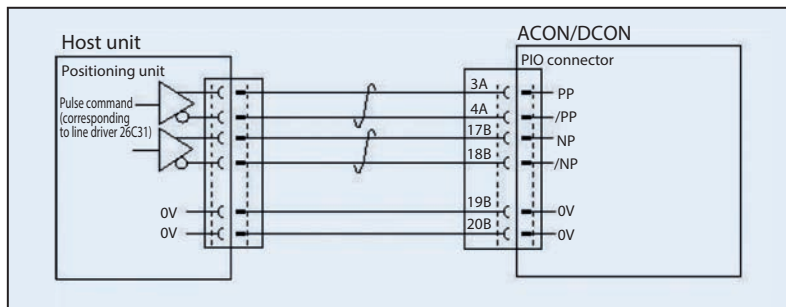 Host unit
Positioning unit
Pulse command
(corresponding
to line driver 26C31)
0V
0V
ACON/DCON
PIO connector
3A
PP
4A
/PP
17B
NP
18B
/NP
19B
0V
20B
0V